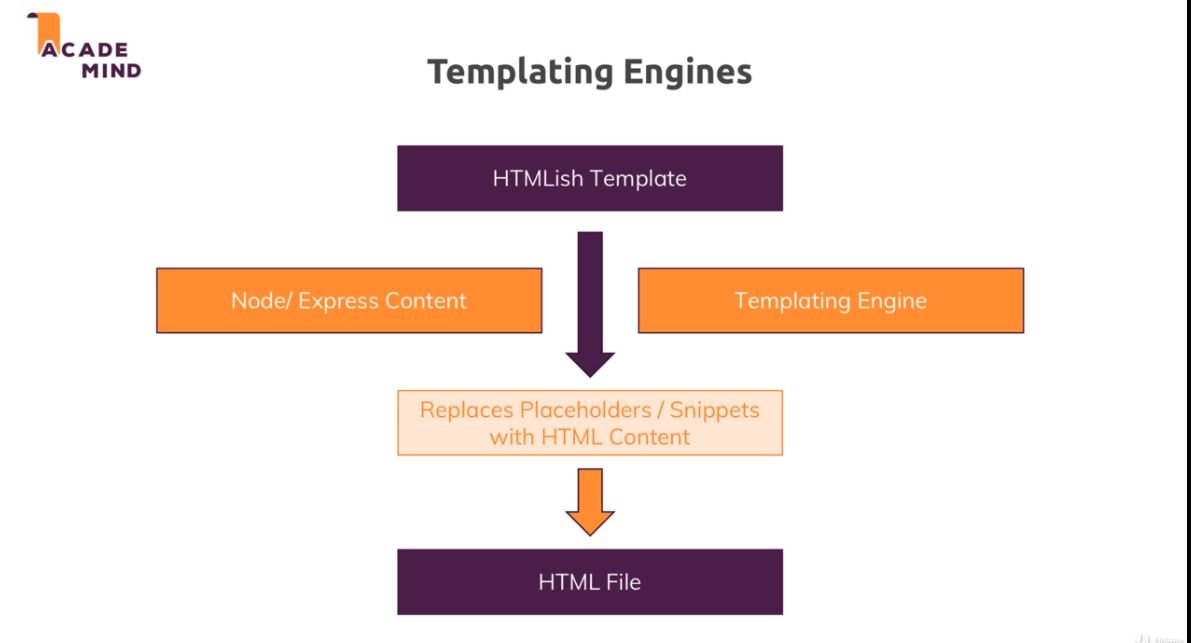 ACADE
MIND
Templating Engines
HTMLish Template
Node/ Express Content
Templating Engine
Replaces Placeholders / Snippets
with HTML Content
HTML File